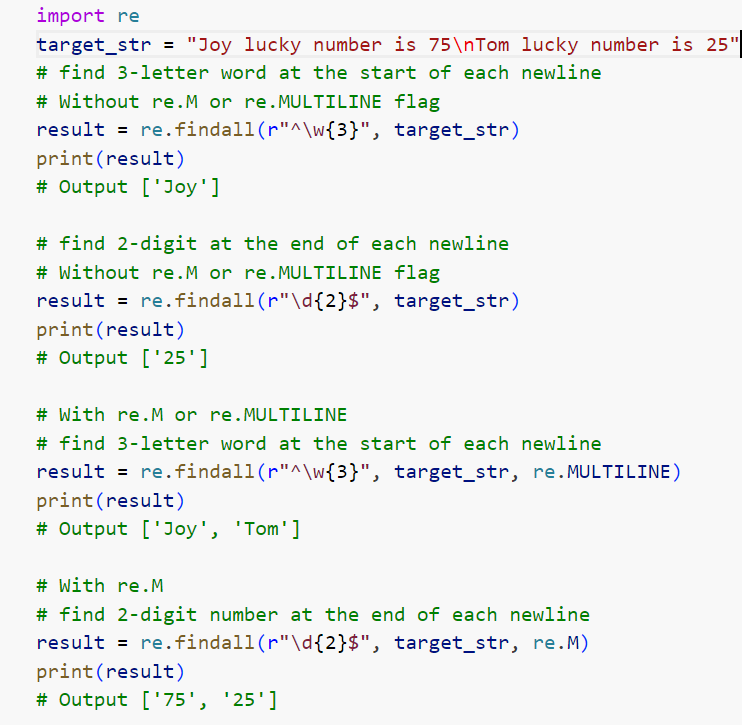 import re
target_str = "Joy lucky number is 75\nTom lucky number is 25"
# find 3-letter word at the start of each newline
# Without re.M or re.MULTILINE flag
result = re.findall(r"^\w{3}", target_str)
print(result)
# Output ['Joy']

# find 2-digit at the end of each newline
# Without re.M or re.MULTILINE flag
result = re.findall(r"\d{2}$", target_str)
print(result)
# Output ['25']

# With re.M or re.MULTILINE
# find 3-letter word at the start of each newline
result = re.findall(r"^\w{3}", target_str, re.MULTILINE)
print(result)
# Output ['Joy', 'Tom']

# With re.M
# find 2-digit number at the end of each newline
result = re.findall(r"\d{2}$", target_str, re.M)
print(result)
# Output ['75', '25']